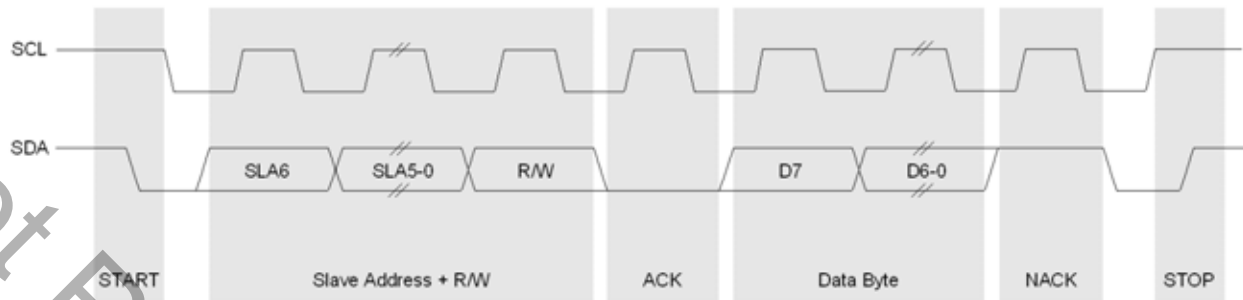 SCL
SDA
SLA6 SLA5-0 R/W D7 D6-0
START Slave Address + R/W ACK Data Byte NACK STOP